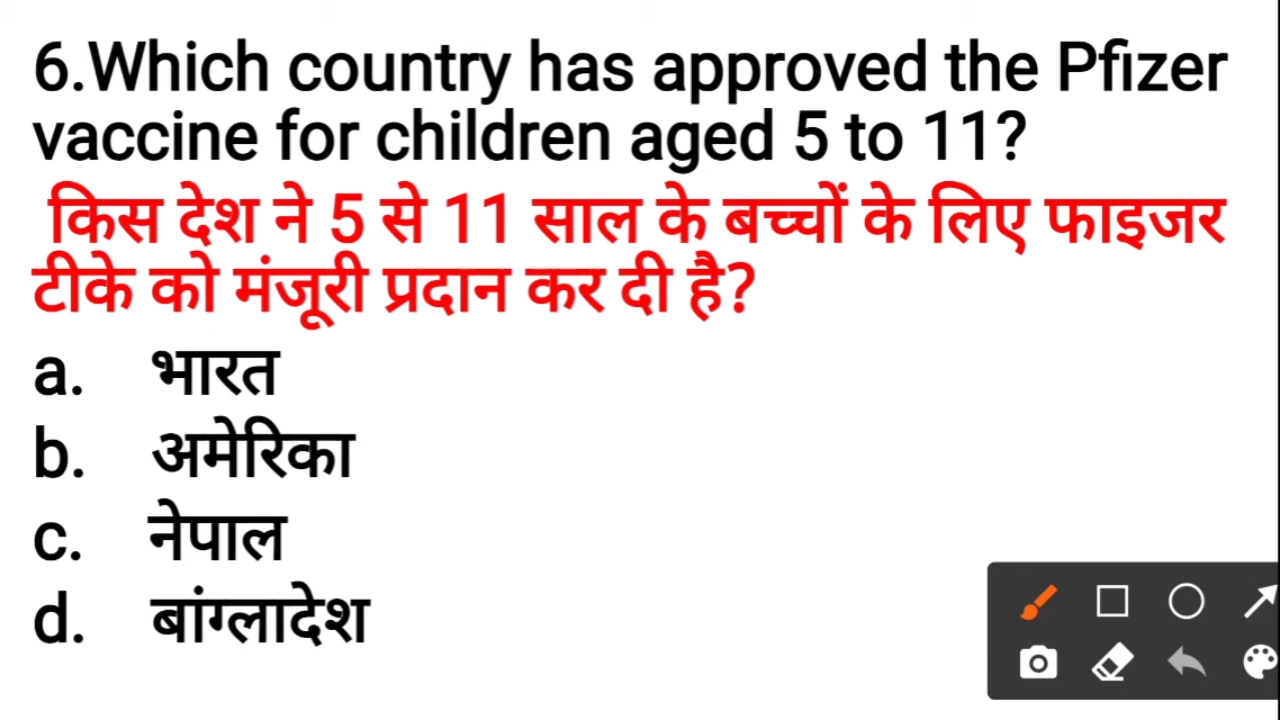 6.Which country has approved the Pfizer
vaccine for children aged 5 to 11?
किस देश ने 5 से 11 साल के बच्चों के लिए फाइजर
टीके को मंजूरी प्रदान कर दी है?
a. भारत
b. अमेरिका
c. नेपाल
d. बांग्लादेश